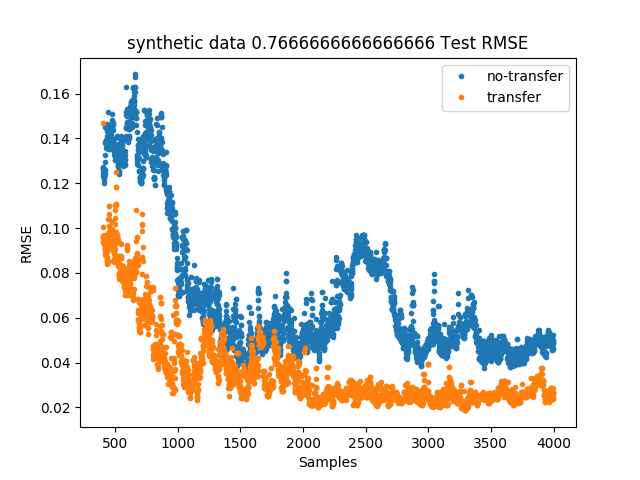 synthetic data 0.7666666666666666 Test RMSE
no-transfer
transfer
RMSE
0.16
0.14
0.12
0.10
0.08
0.06
0.04
0.02
500 1000 1500 2000 2500 3000 3500 4000
Samples